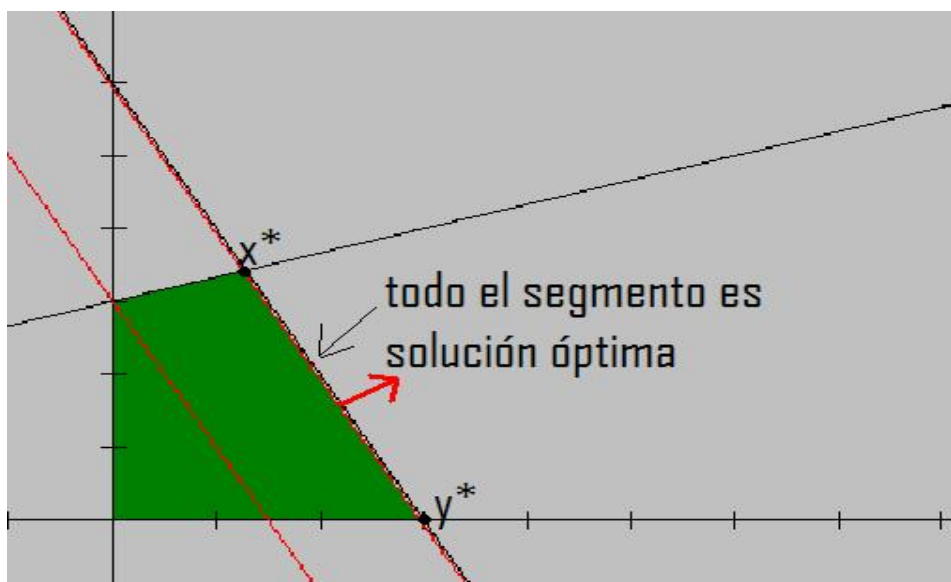 x*
todo el segmento es
solución óptima
y*